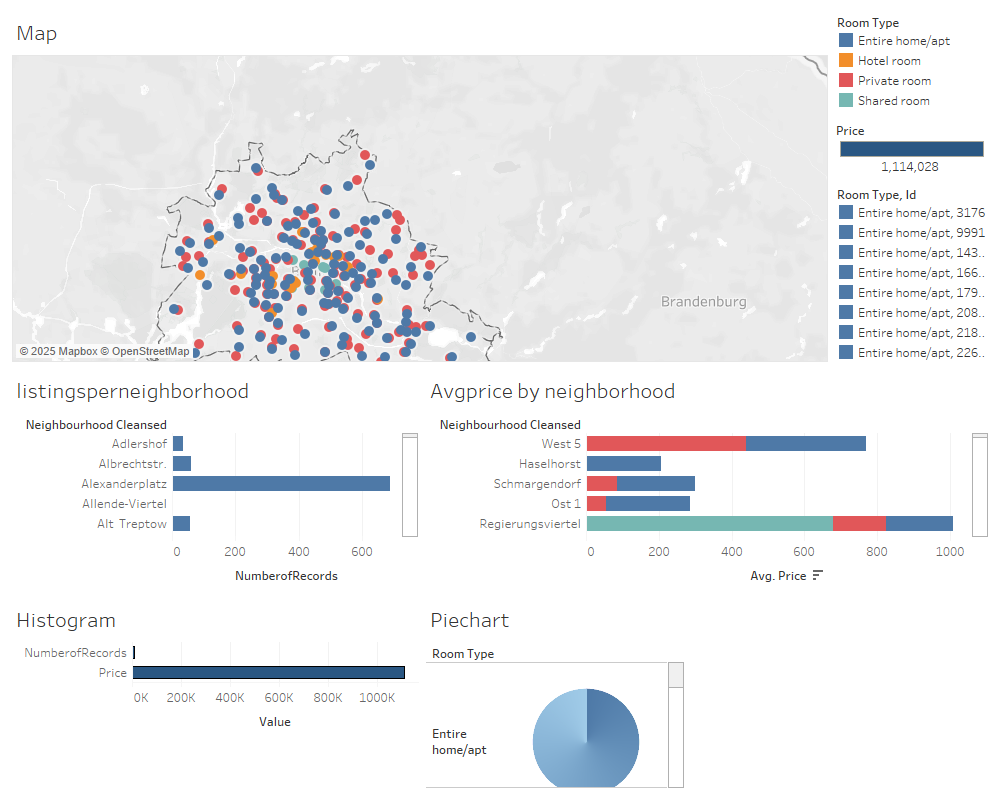 Map
Brandenburg
© 2025 Mapbox © OpenStreetMap
Room Type
Entire home/apt
Hotel room
Private room
Shared room
Price
1,114,028
Room Type, Id
Entire home/apt, 3176
Entire home/apt, 9991
Entire home/apt, 143..
Entire home/apt, 166..
Entire home/apt, 179..
Entire home/apt, 208..
Entire home/apt, 218..
Entire home/apt, 226..
listingsperneighborhood
Neighbourhood Cleansed
Adlershof
Albrechtstr.
Alexanderplatz
Allende-Viertel
Alt Treptow
0 200 400 600
NumberofRecords
Avgprice by neighborhood
Neighbourhood Cleansed
West 5
Haselhorst
Schmargendorf
Ost 1
Regierungsviertel
0 200 400 600 800 1000
Avg. Price
Histogram
NumberofRecords
Price
0K 200K 400K 600K 800K 1000K
Value
Piechart
Room Type
Entire
home/apt